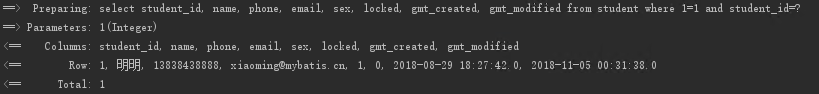 ==>  Preparing: select student_id, name, phone, email, sex, locked, gmt_created, gmt_modified from student where 1=1 and student_id=?
==> Parameters: 1(Integer)
<==    Columns: student_id, name, phone, email, sex, locked, gmt_created, gmt_modified
<==        Row: 1, 明明, 13838438888, xiaoming@mybatis.cn, 1, 0, 2018-08-29 18:27:42.0, 2018-11-05 00:31:38.0
<==      Total: 1